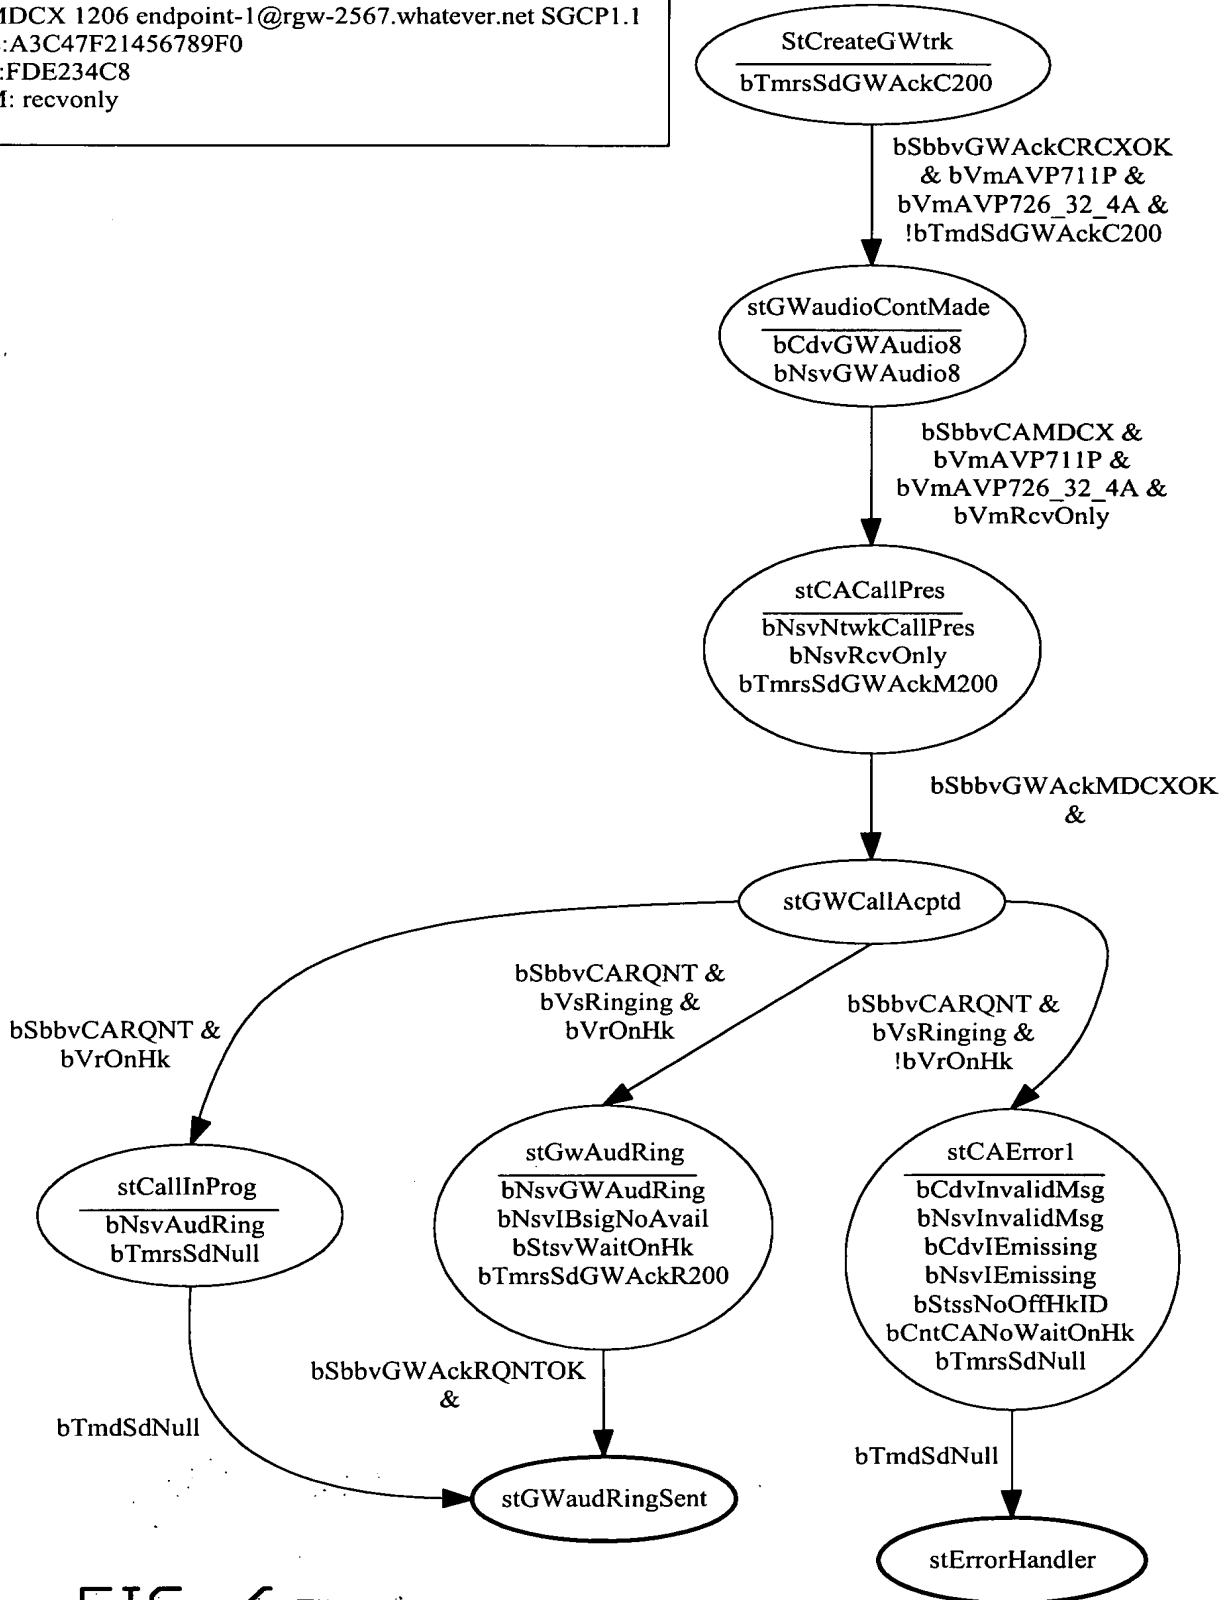 MDCX 1206 endpoint-1@rgw-2567.whatever.net SGCP1.1
:A3C47F21456789F0
:FDE234C8
M: recvonly
StCreateGWtrk
bTmrsSdGWAckC200
bSbbvGWAckCRCXOK
& bVmAVP711P &
bVmAVP726_32_4A &
!bTmdSdGWAckC200
stGWaudioContMade
bCdvGWAudio8
bNsvGWAudio8
bSbbvCAMDCX &
bVmAVP711P &
bVmAVP726_32_4A &
bVmRcvOnly
stCACallPres
bNsvNtwkCallPres
bNsvRcvOnly
bTmrsSdGWAckM200
bSbbvGWAckMDCXOK
&
stGWCallAcptd
bSbbvCARQNT &
bVrOnHk
bSbbvCARQNT &
bVsRinging &
bVrOnHk
bSbbvCARQNT &
bVsRinging &
!bVrOnHk
stCallInProg
bNsvAudRing
bTmrsSdNull
stGwAudRing
bNsvGWAudRing
bNsvIBsigNoAvail
bStsvWaitOnHk
bTmrsSdGWAckR200
stCAError1
bCdvInvalidMsg
bNsvInvalidMsg
bCdvIEmissing
bNsvIEmissing
bStssNoOffHkID
bCntCANoWaitOnHk
bTmrsSdNull
bTmdSdNull
bSbbvGWAckRQNTOK
&
bTmdSdNull
stGWaudRingSent
stErrorHandler